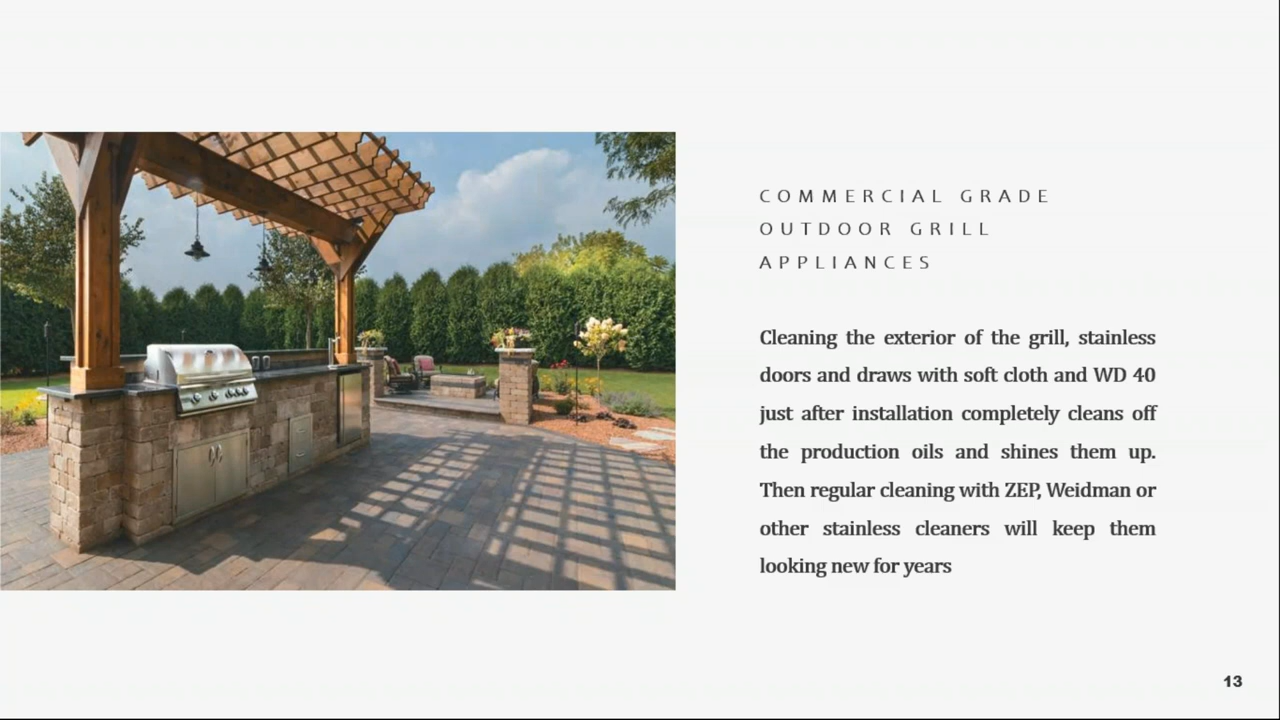 COMMERCIAL GRADE
OUTDOOR GRILL
APPLIANCES
Cleaning the exterior of the grill, stainless
doors and draws with soft cloth and WD 40
just after installation completely cleans off
the production oils and shines them up.
Then regular cleaning with ZEP, Weidman or
other stainless cleaners will keep them
looking new for years
13